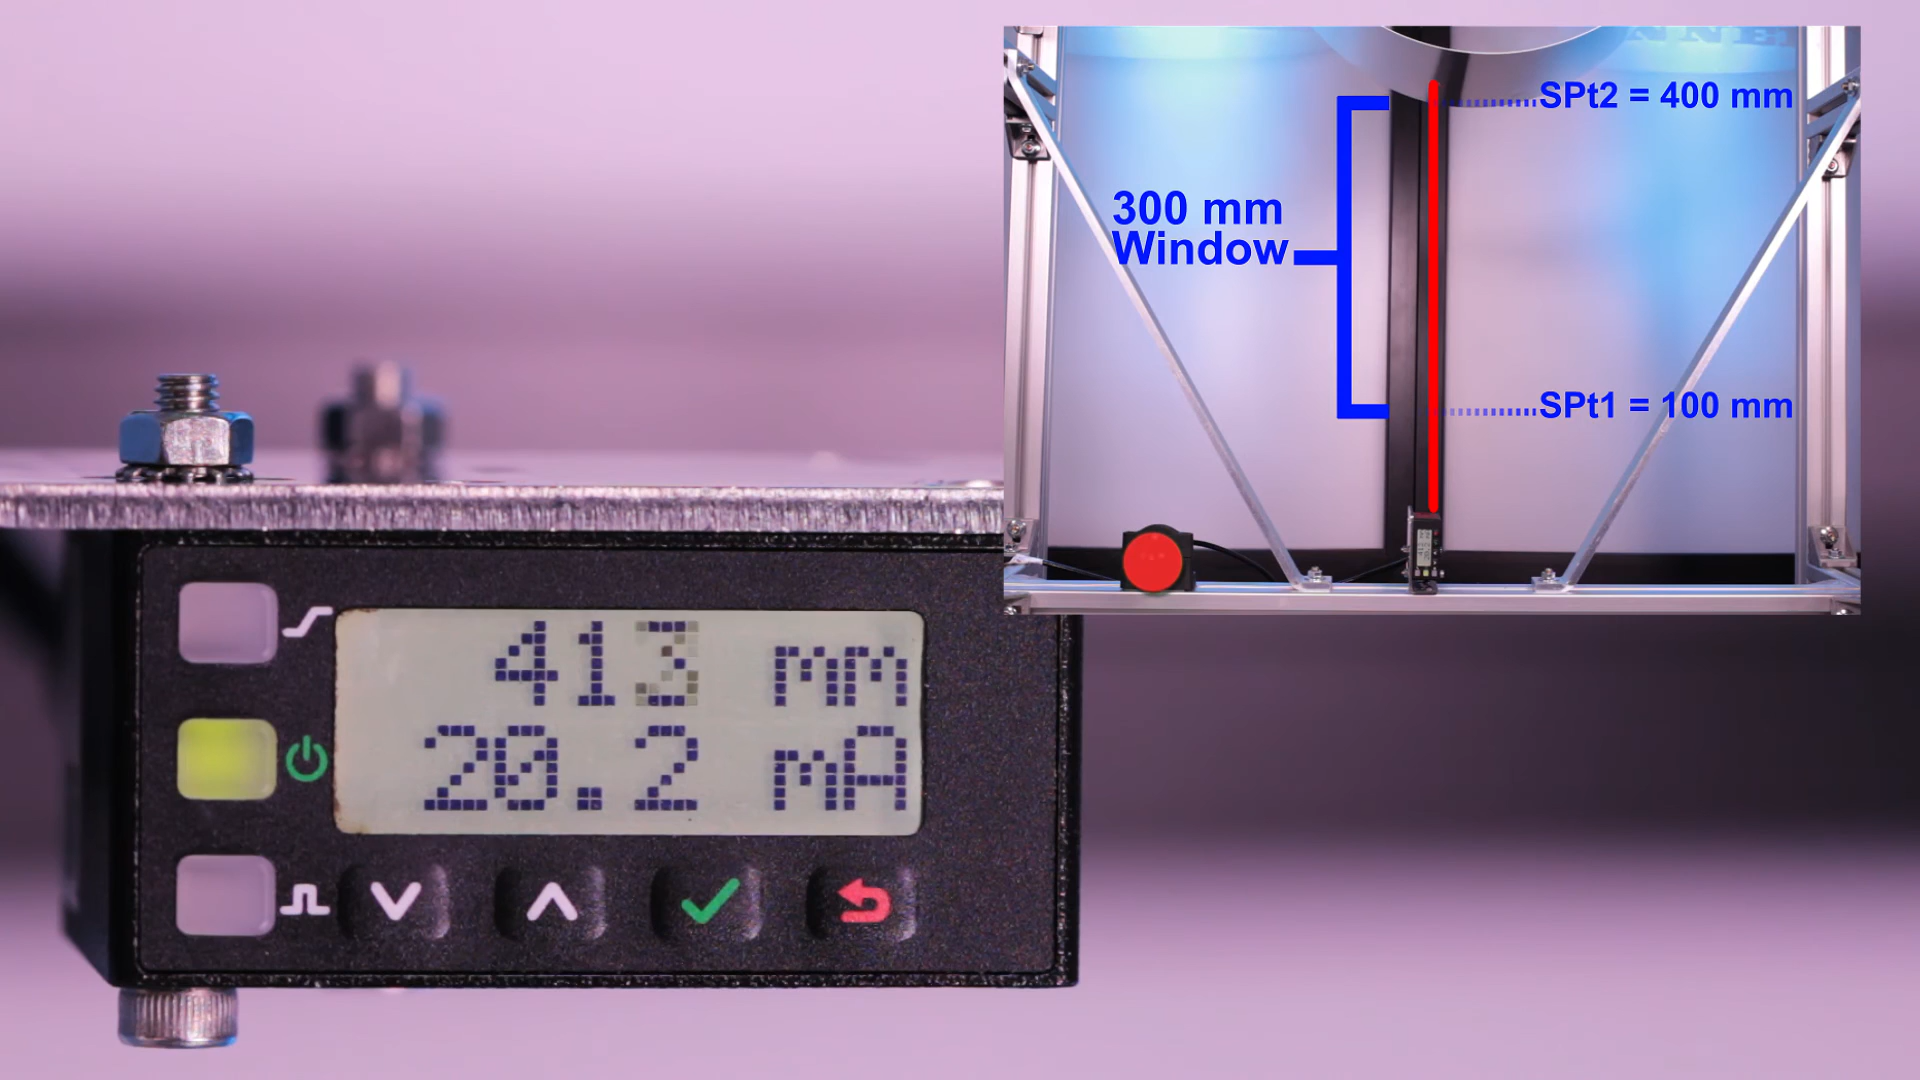 413 mm
20.2 mA
SPt2 = 400 mm
300 mm
Window
SPt1 = 100 mm